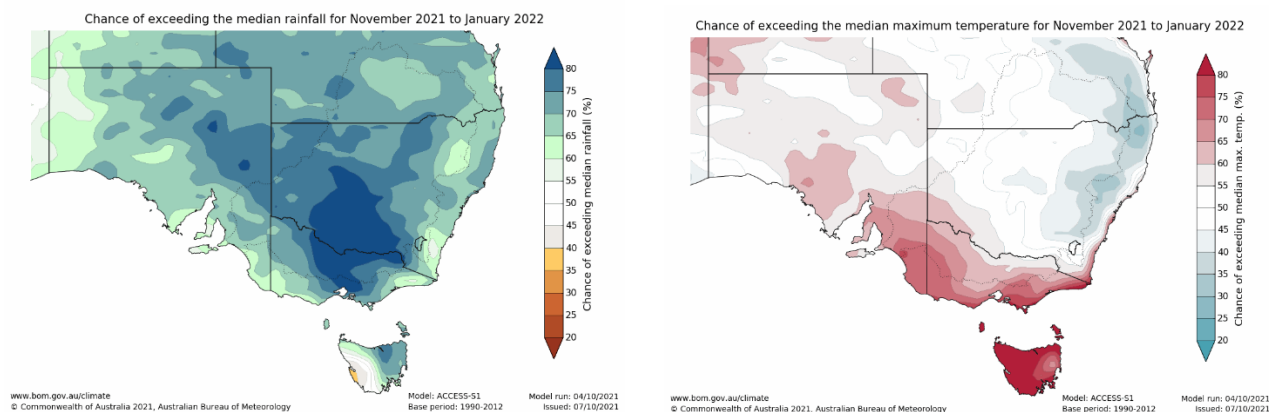 Chance of exceeding the median rainfall for November 2021 to January 2022
80
75
70
65
60
55
50
45
40
35
30
25
20
Chance of exceeding median rainfall (%)
www.bom.gov.au/climate
© Commonwealth of Australia 2021, Australian Bureau of Meteorology
Model: ACCESS-S1
Base period: 1990-2012
Model run: 04/10/2021
Issued: 07/10/2021
Chance of exceeding the median maximum temperature for November 2021 to January 2022
80
75
70
65
60
55
50
45
40
35
30
25
20
Chance of exceeding median max. temp. (%)
www.bom.gov.au/climate
© Commonwealth of Australia 2021, Australian Bureau of Meteorology
Model: ACCESS-S1
Base period: 1990-2012
Model run: 04/10/2021
Issued: 07/10/2021